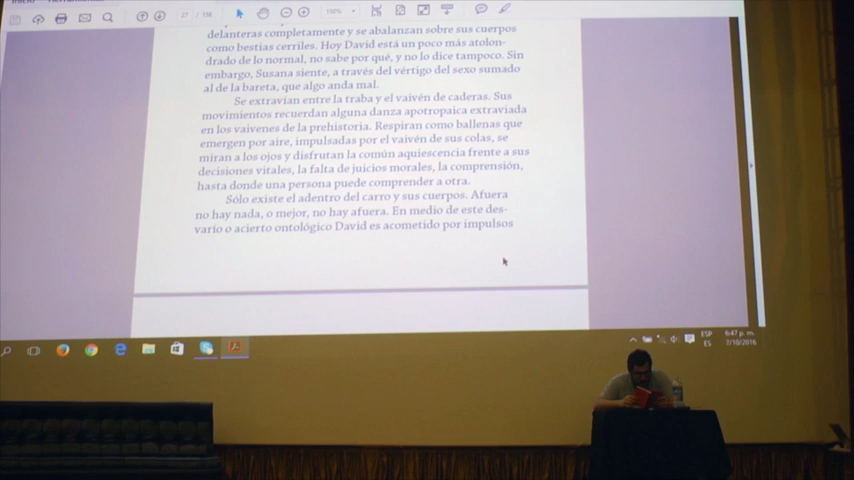 27 / 156
150%
delanteras completamente y se abalanzan sobre sus cuerpos
como bestias cerriles. Hoy David está un poco más atolon-
drado de lo normal, no sabe por qué, y no lo dice tampoco. Sin
embargo, Susana siente, a través del vértigo del sexo sumado
al de la bareta, que algo anda mal.
Se extravían entre la traba y el vaivén de caderas. Sus
movimientos recuerdan alguna danza apotropaica extraviada
en los vaivenes de la prehistoria. Respiran como ballenas que
emergen por aire, impulsadas por el vaivén de sus colas, se
miran a los ojos y disfrutan la común aquiescencia frente a sus
decisiones vitales, la falta de juicios morales, la comprensión,
hasta donde una persona puede comprender a otra.
Sólo existe el adentro del carro y sus cuerpos. Afuera
no hay nada, o mejor, no hay afuera. En medio de este des-
varío o acierto ontológico David es acometido por impulsos
ESP 6:47 p. m.
ES 7/10/2016